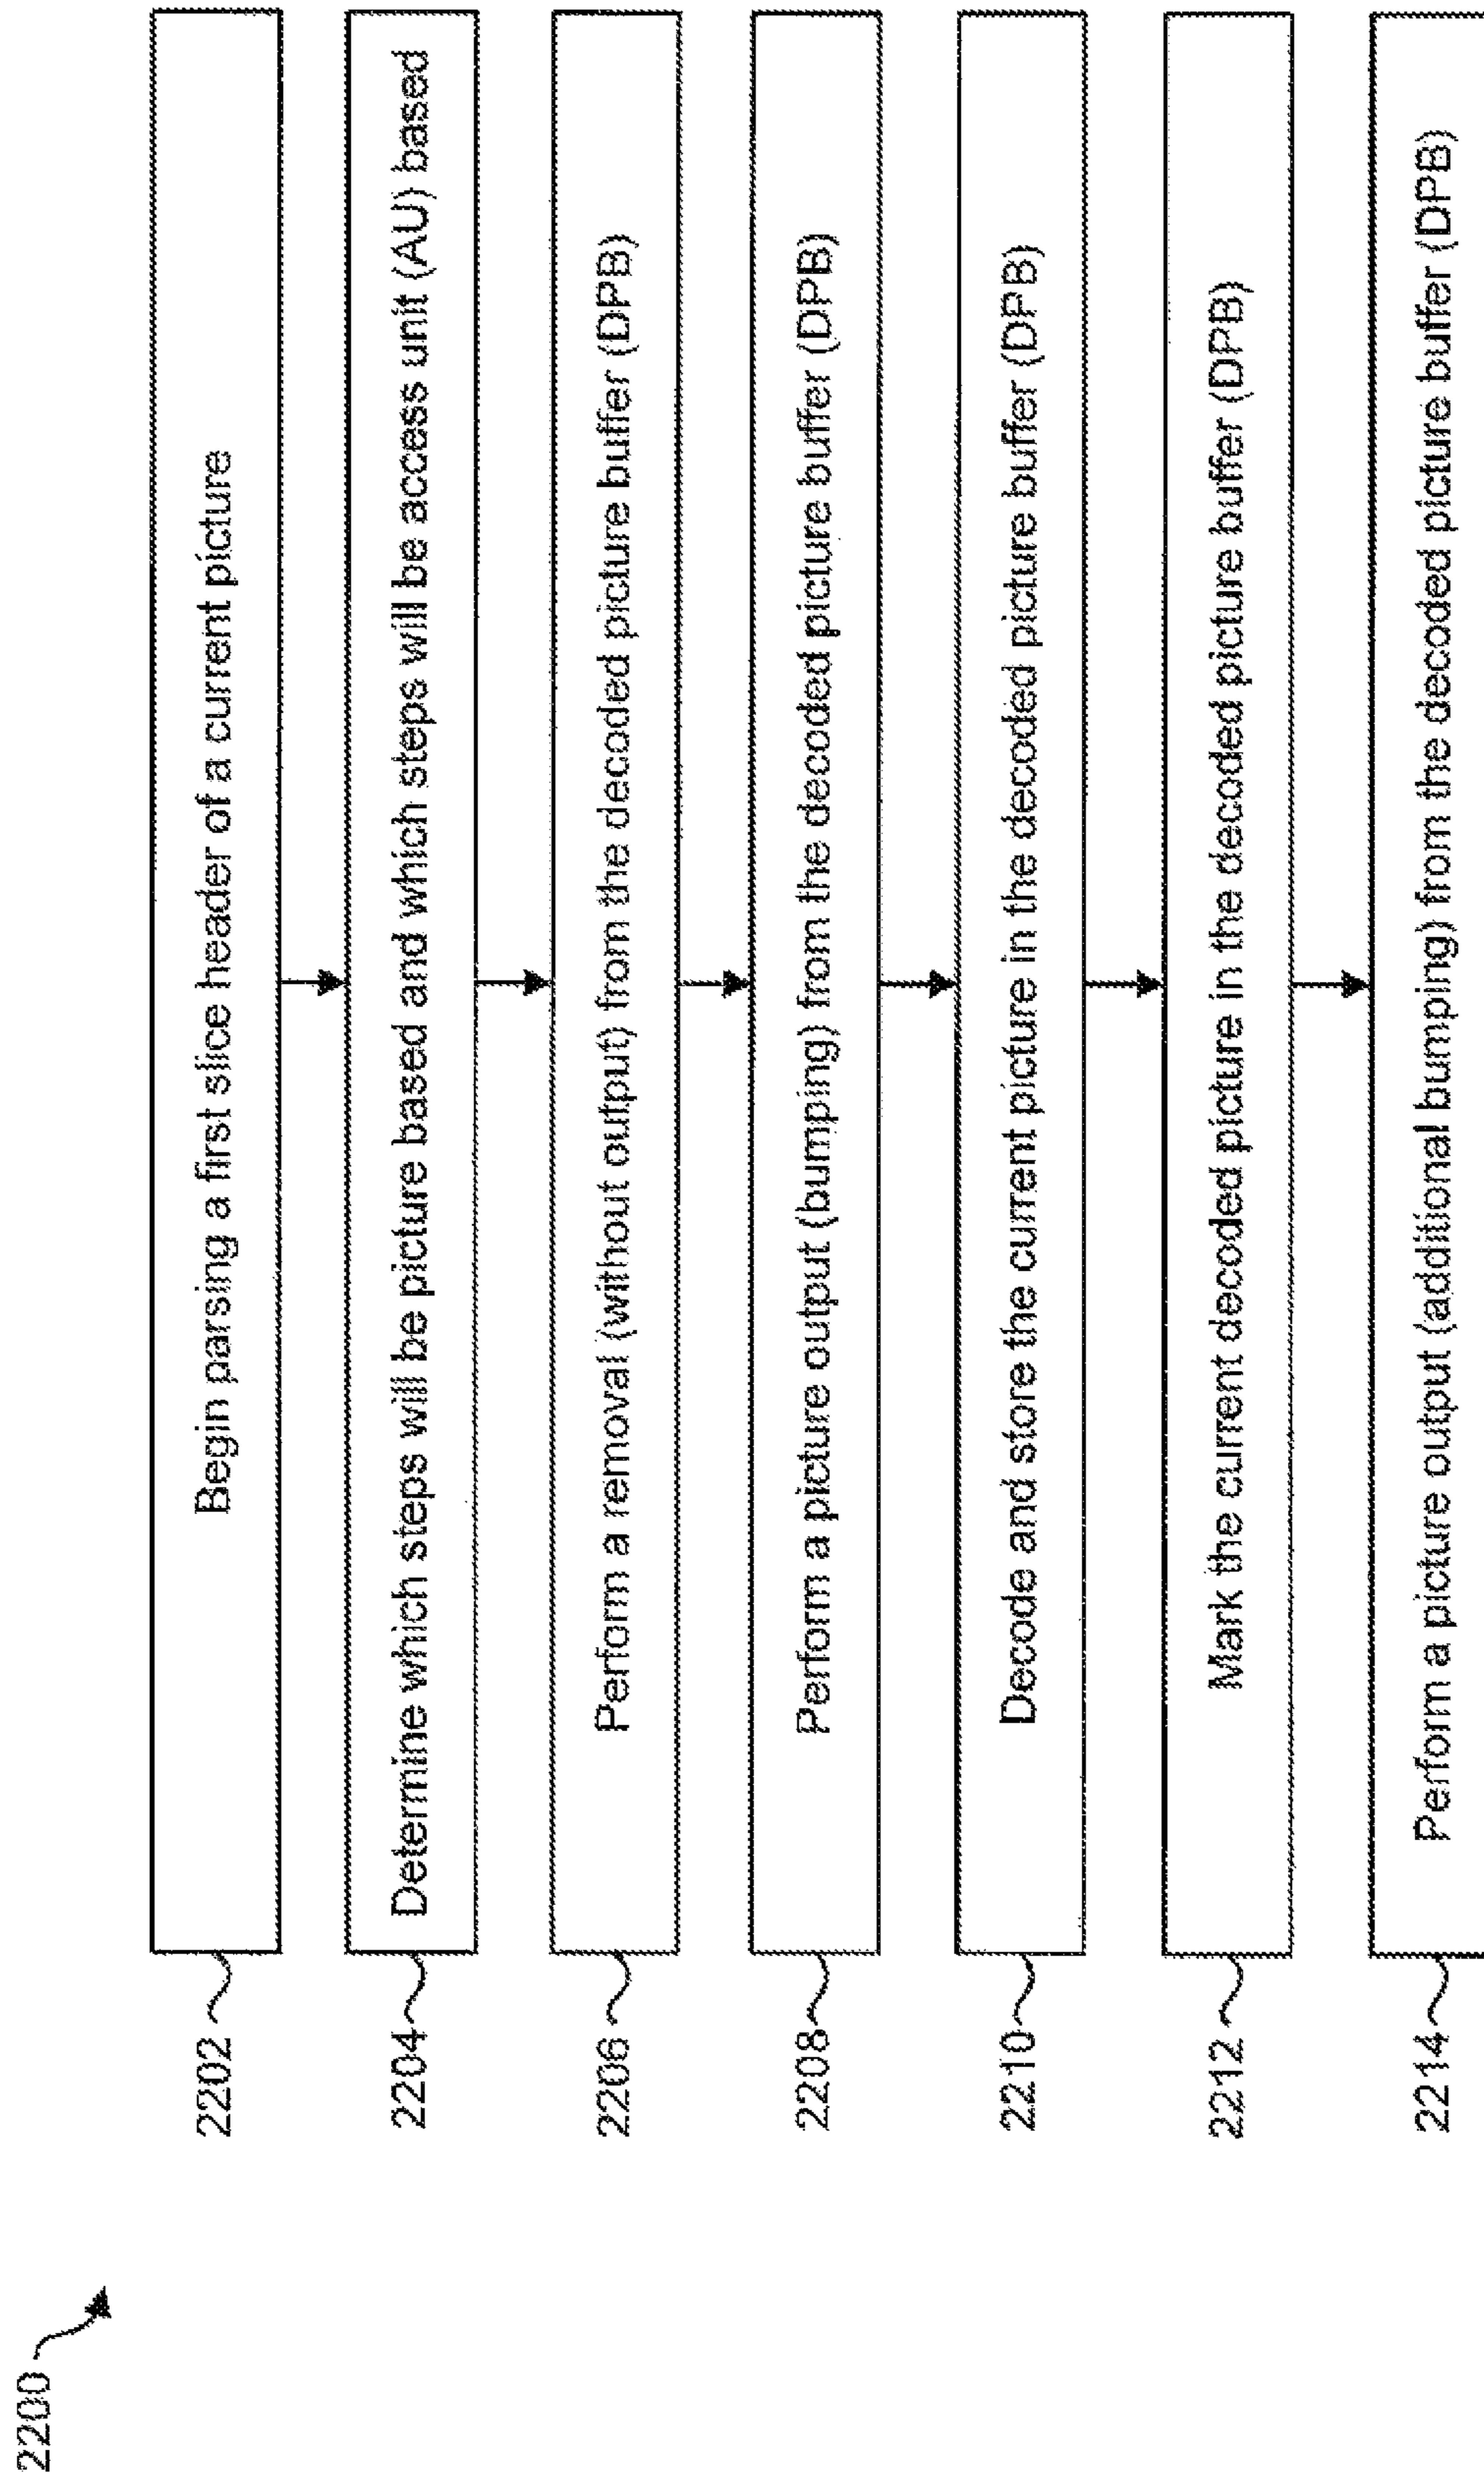 2200
2202
Begin parsing a first slice header of a current picture
2204
Determine which steps will be picture based and which steps will be access unit (AU) based
2206
Perform a removal (without output) from the decoded picture buffer (DPB)
2208
Perform a picture output (bumping) from the decoded picture buffer (DPB)
2210
Decode and store the current picture in the decoded picture buffer (DPB)
2212
Mark the current decoded picture in the decoded picture buffer (DPB)
2214
Perform a picture output (additional bumping) from the decoded picture buffer (DPB)